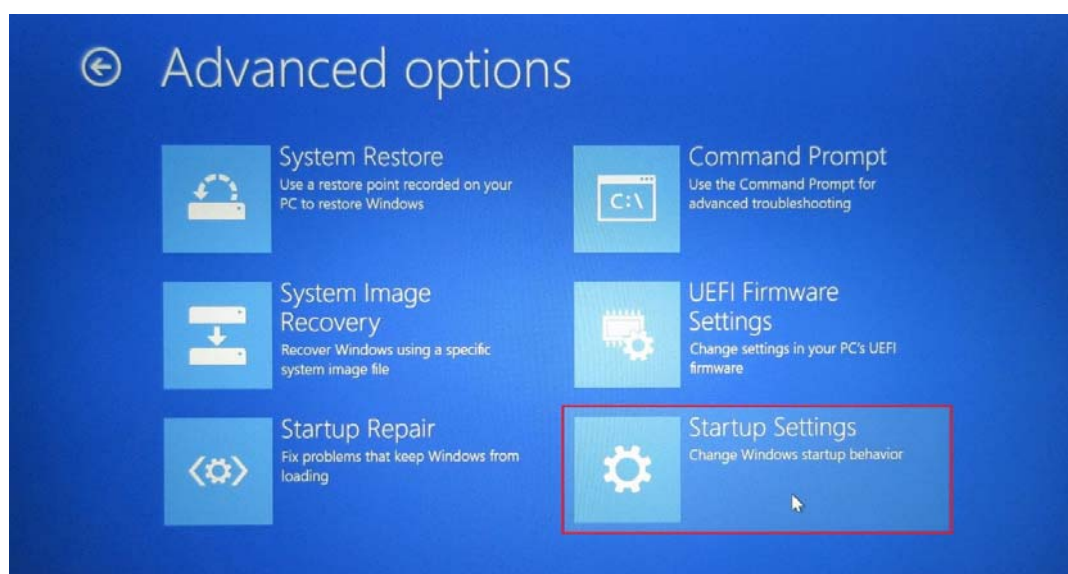 Advanced options
System Restore
Use a restore point recorded on your
PC to restore Windows
Command Prompt
Use the Command Prompt for
advanced troubleshooting
C:\
System Image
Recovery
Recover Windows using a specific
system image file
UEFI Firmware
Settings
Change settings in your PC's UEFI
firmware
Startup Repair
Fix problems that keep Windows from
loading
Startup Settings
Change Windows startup behavior